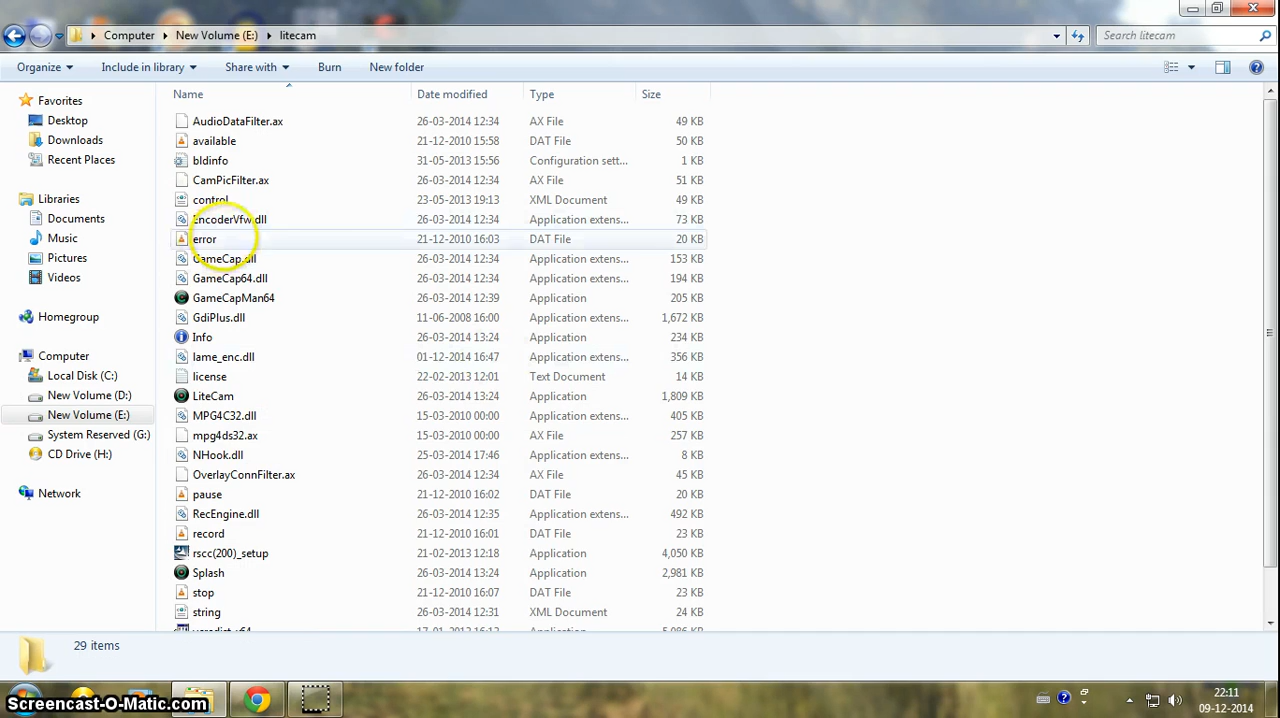 Computer New Volume (E:) litecam
Search litecam
Organize Include in library Share with Burn New folder
Name Date modified Type Size
Favorites
Desktop
Downloads
Recent Places
Libraries
Documents
Music
Pictures
Videos
Homegroup
Computer
Local Disk (C:)
New Volume (D:)
New Volume (E:)
System Reserved (G:)
CD Drive (H:)
Network
AudioDataFilter.ax 26-03-2014 12:34 AX File 49 KB
available 21-12-2010 15:58 DAT File 50 KB
bldinfo 31-05-2013 15:56 Configuration sett... 1 KB
CamPicFilter.ax 26-03-2014 12:34 AX File 51 KB
control 23-05-2013 19:13 XML Document 49 KB
EncoderVfw.dll 26-03-2014 12:34 Application extens... 73 KB
error 21-12-2010 16:03 DAT File 20 KB
GameCap.dll 26-03-2014 12:34 Application extens... 153 KB
GameCap64.dll 26-03-2014 12:34 Application extens... 194 KB
GameCapMan64 26-03-2014 12:39 Application 205 KB
GdiPlus.dll 11-06-2008 16:00 Application extens... 1,672 KB
Info 26-03-2014 13:24 Application 234 KB
lame_enc.dll 01-12-2014 16:47 Application extens... 356 KB
license 22-02-2013 12:01 Text Document 14 KB
LiteCam 26-03-2014 13:24 Application 1,809 KB
MPG4C32.dll 15-03-2010 00:00 Application extens... 405 KB
mpg4ds32.ax 15-03-2010 00:00 AX File 257 KB
NHook.dll 25-03-2014 17:46 Application extens... 8 KB
OverlayConnFilter.ax 26-03-2014 12:34 AX File 45 KB
pause 21-12-2010 16:02 DAT File 20 KB
RecEngine.dll 26-03-2014 12:35 Application extens... 492 KB
record 21-12-2010 16:01 DAT File 23 KB
rscc(200)_setup 21-02-2013 12:18 Application 4,050 KB
Splash 26-03-2014 13:24 Application 2,981 KB
stop 21-12-2010 16:07 DAT File 23 KB
string 26-03-2014 12:31 XML Document 24 KB
29 items
Screencast-O-Matic.com
22:11
09-12-2014